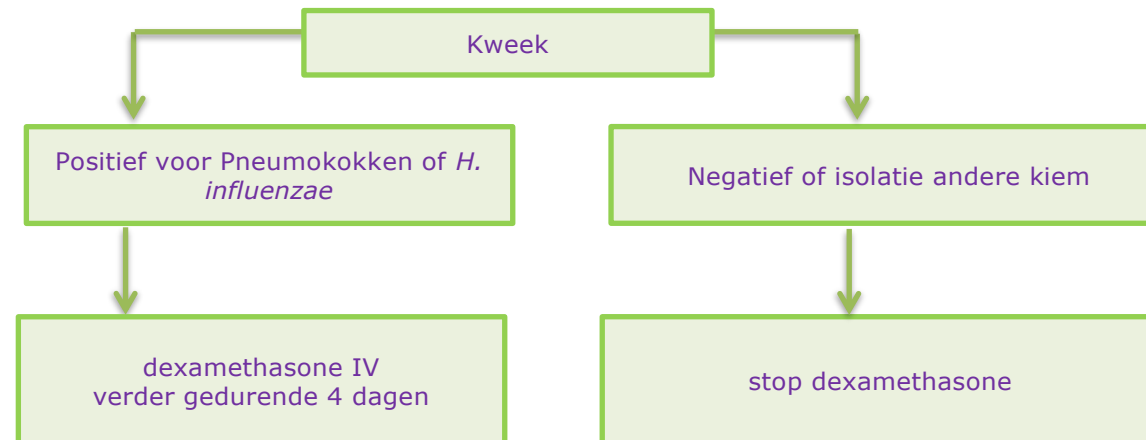 Kweek
Positief voor Pneumokokken of H.
influenzae
Negatief of isolatie andere kiem
dexamethasone IV
verder gedurende 4 dagen
stop dexamethasone